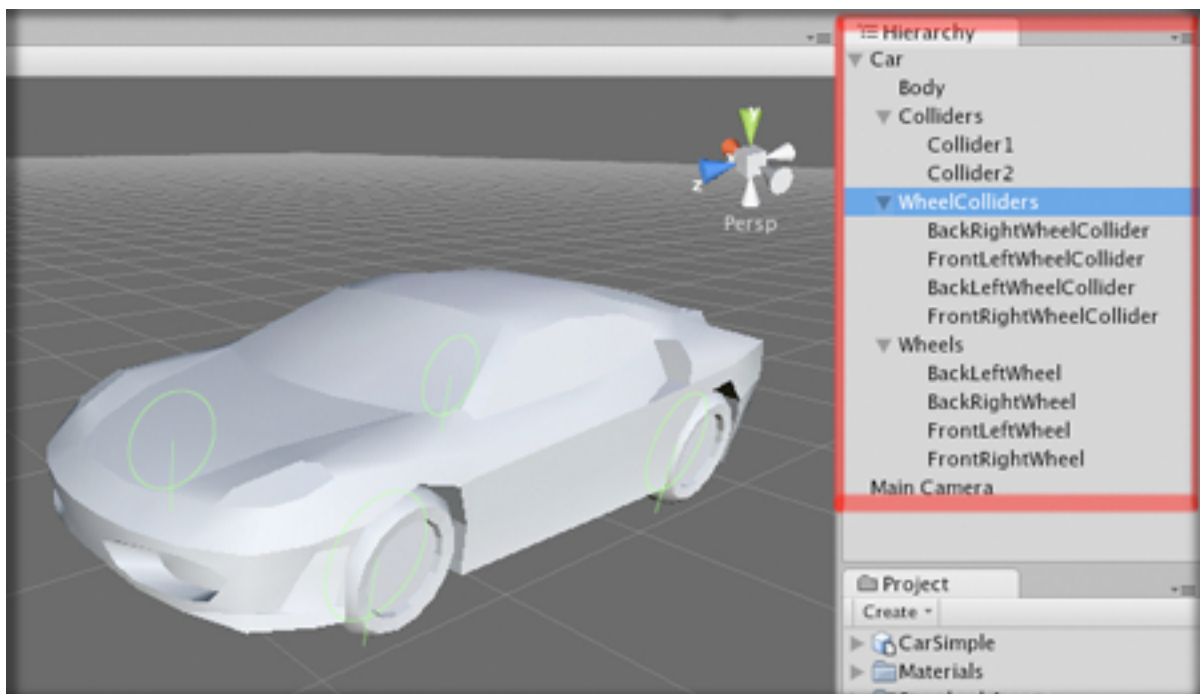 Hierarchy
Car
Body
Colliders
Collider1
Collider2
WheelColliders
BackRightWheelCollider
FrontLeftWheelCollider
BackLeftWheelCollider
FrontRightWheelCollider
Wheels
BackLeftWheel
BackRightWheel
FrontLeftWheel
FrontRightWheel
Main Camera
y
z
Persp
Project
Create
CarSimple
Materials